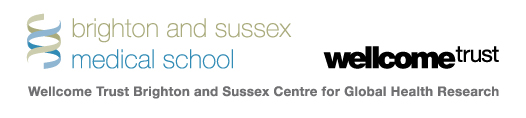 brighton and sussex
medical school
wellcometrust
Wellcome Trust Brighton and Sussex Centre for Global Health Research